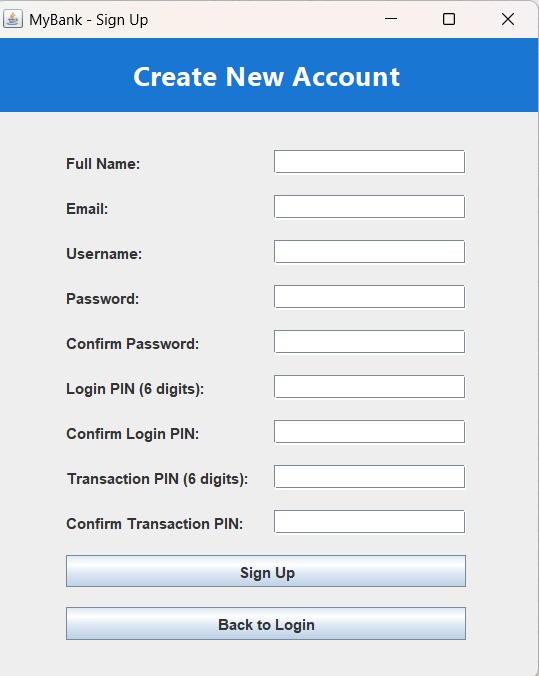 MyBank - Sign Up
Create New Account
Full Name:
Email:
Username:
Password:
Confirm Password:
Login PIN (6 digits):
Confirm Login PIN:
Transaction PIN (6 digits):
Confirm Transaction PIN:
Sign Up
Back to Login